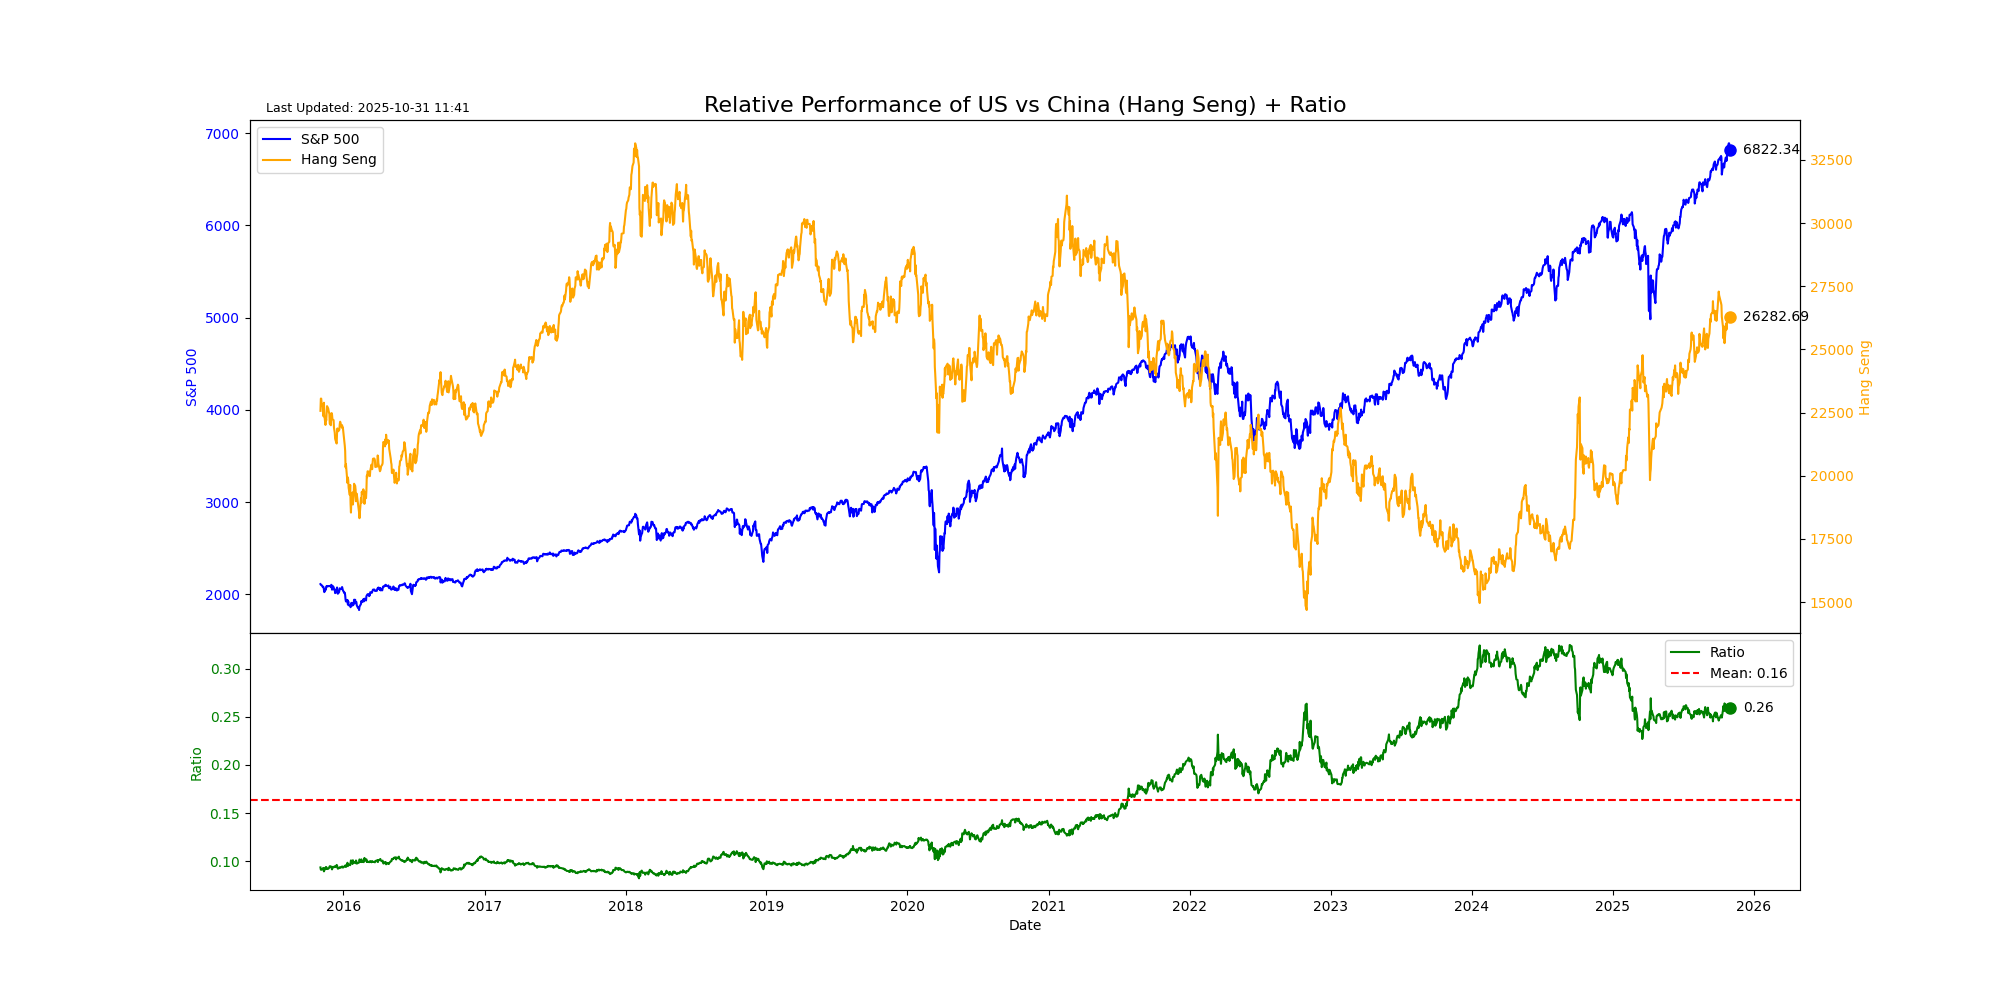 Last Updated: 2025-10-31 11:41
Relative Performance of US vs China (Hang Seng) + Ratio
S&P 500
Hang Seng
7000
6000
5000
4000
3000
2000
S&P 500
6822.34
26282.69
32500
30000
27500
25000
22500
20000
17500
15000
Hang Seng
0.30
0.25
0.20
0.15
0.10
Ratio
Ratio
Mean: 0.16
0.26
2016 2017 2018 2019 2020 2021 2022 2023 2024 2025 2026
Date